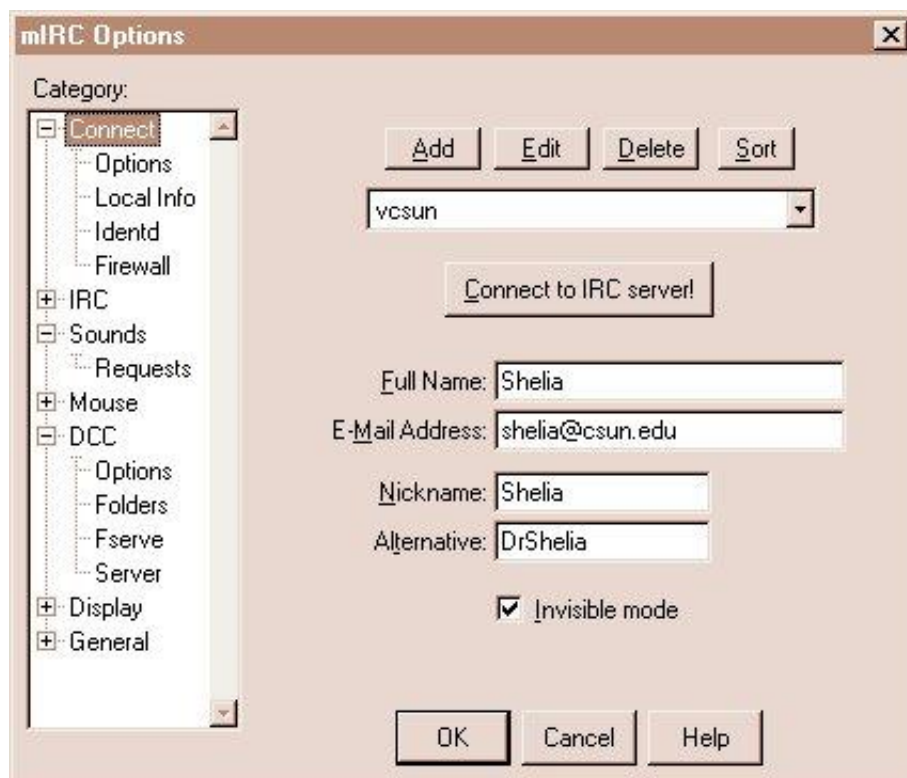 mIRC Options
Category:
Connect
Options
Local Info
Identd
Firewall
IRC
Sounds
Requests
Mouse
DCC
Options
Folders
Fserve
Server
Display
General
Add Edit Delete Sort
vcsun
Connect to IRC server!
Full Name: Shelia
E-Mail Address: shelia@csun.edu
Nickname: Shelia
Alternative: DrShelia
Invisible mode
OK Cancel Help